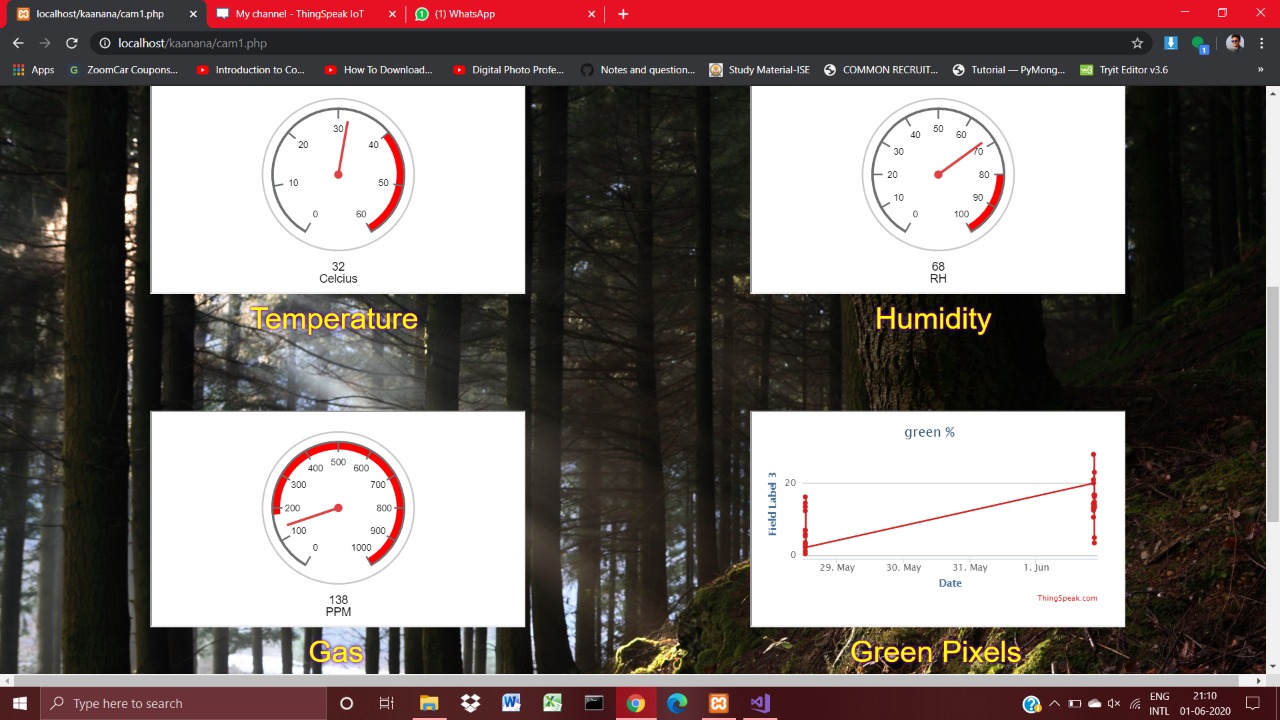 localhost/kaanana/cam1.php
My channel - ThingSpeak IoT
(1) WhatsApp
localhost/kaanana/cam1.php
1
Apps
ZoomCar Coupons...
Introduction to Co...
How To Download...
Digital Photo Profe...
Notes and question...
Study Material-ISE
COMMON RECRUIT...
Tutorial — PyMong...
Tryit Editor v3.6
»
0 10 20 30 40 50 60
32
Celcius
Temperature
0 10 20 30 40 50 60 70 80 90 100
68
RH
Humidity
0 100 200 300 400 500 600 700 800 900 1000
138
PPM
Gas
green %
Field Label 3
20
0
29. May 30. May 31. May 1. Jun
Date
ThingSpeak.com
Green Pixels
Type here to search
ENG
INTL
21:10
01-06-2020